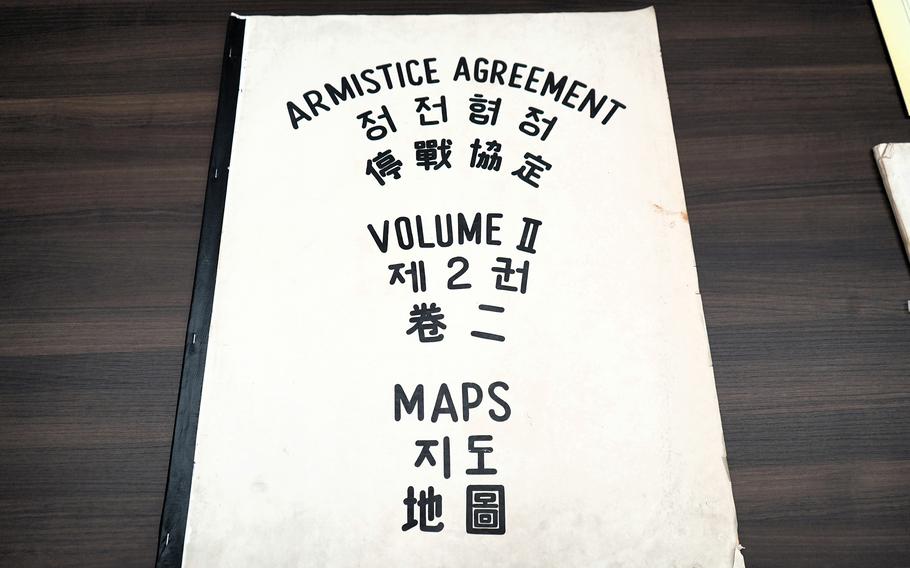 ARMISTICE AGREEMENT
정 전 협 정
停 戰 協 定
VOLUME Ⅱ
제 2 권
卷 二
MAPS
지 도
地 圖